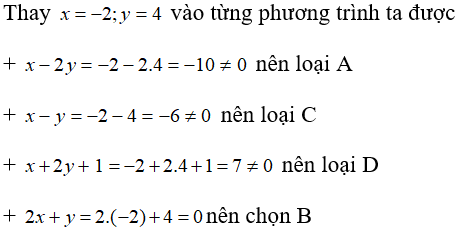 Thay x = −2; y = 4 vào từng phương trình ta được
+ x − 2y = −2 − 2.4 = −10 ≠ 0 nên loại A
+ x − y = −2 − 4 = −6 ≠ 0 nên loại C
+ x + 2y + 1 = −2 + 2.4 + 1 = 7 ≠ 0 nên loại D
+ 2x + y = 2.(−2) + 4 = 0 nên chọn B